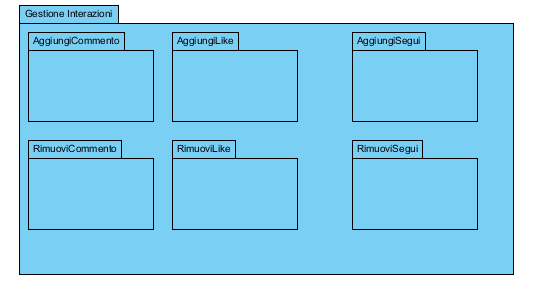 Gestione Interazioni
AggiungiCommento
AggiungiLike
AggiungiSegui
RimuoviCommento
RimuoviLike
RimuoviSegui